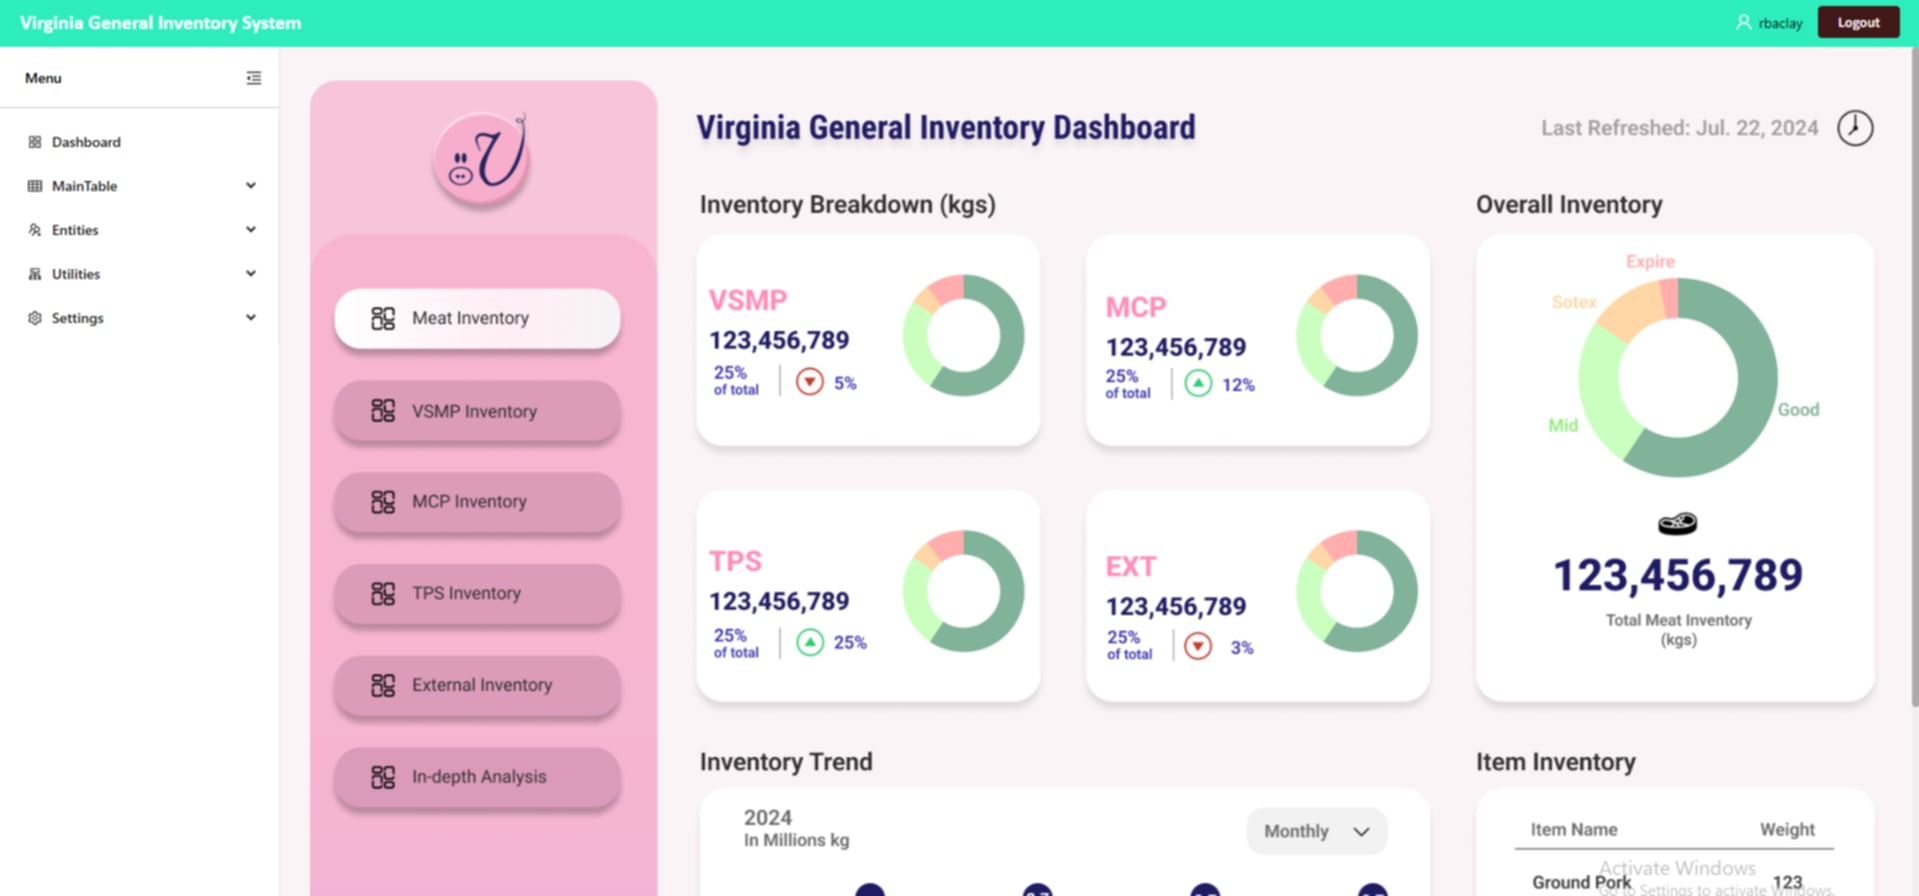 Virginia General Inventory System
rbaclay
Logout
Menu
Dashboard
MainTable
Entities
Utilities
Settings
Meat Inventory
VSMP Inventory
MCP Inventory
TPS Inventory
External Inventory
In-depth Analysis
Virginia General Inventory Dashboard
Last Refreshed: Jul. 22, 2024
Inventory Breakdown (kgs)
VSMP
123,456,789
25%
of total
5%
MCP
123,456,789
25%
of total
12%
TPS
123,456,789
25%
of total
25%
EXT
123,456,789
25%
of total
3%
Overall Inventory
Expire
Sotex
Good
Mid
123,456,789
Total Meat Inventory
(kgs)
Inventory Trend
2024
In Millions kg
Monthly
Item Inventory
Item Name Weight
Ground Pork 123
Activate Windows
Go to Settings to activate Windows.